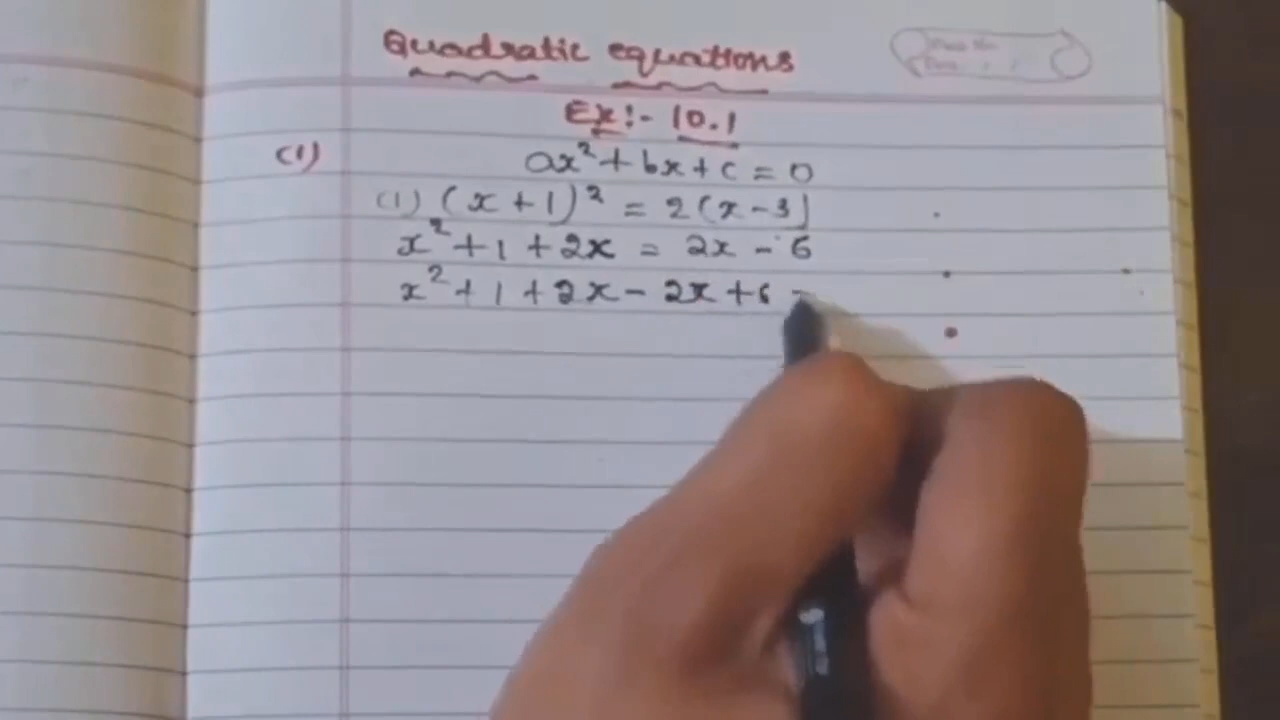 Quadratic equations
Ex:- 10.1
(1) ax² + bx + c = 0
(1) (x + 1)² = 2(x - 3)
x² + 1 + 2x = 2x - 6
x² + 1 + 2x - 2x + 6 =